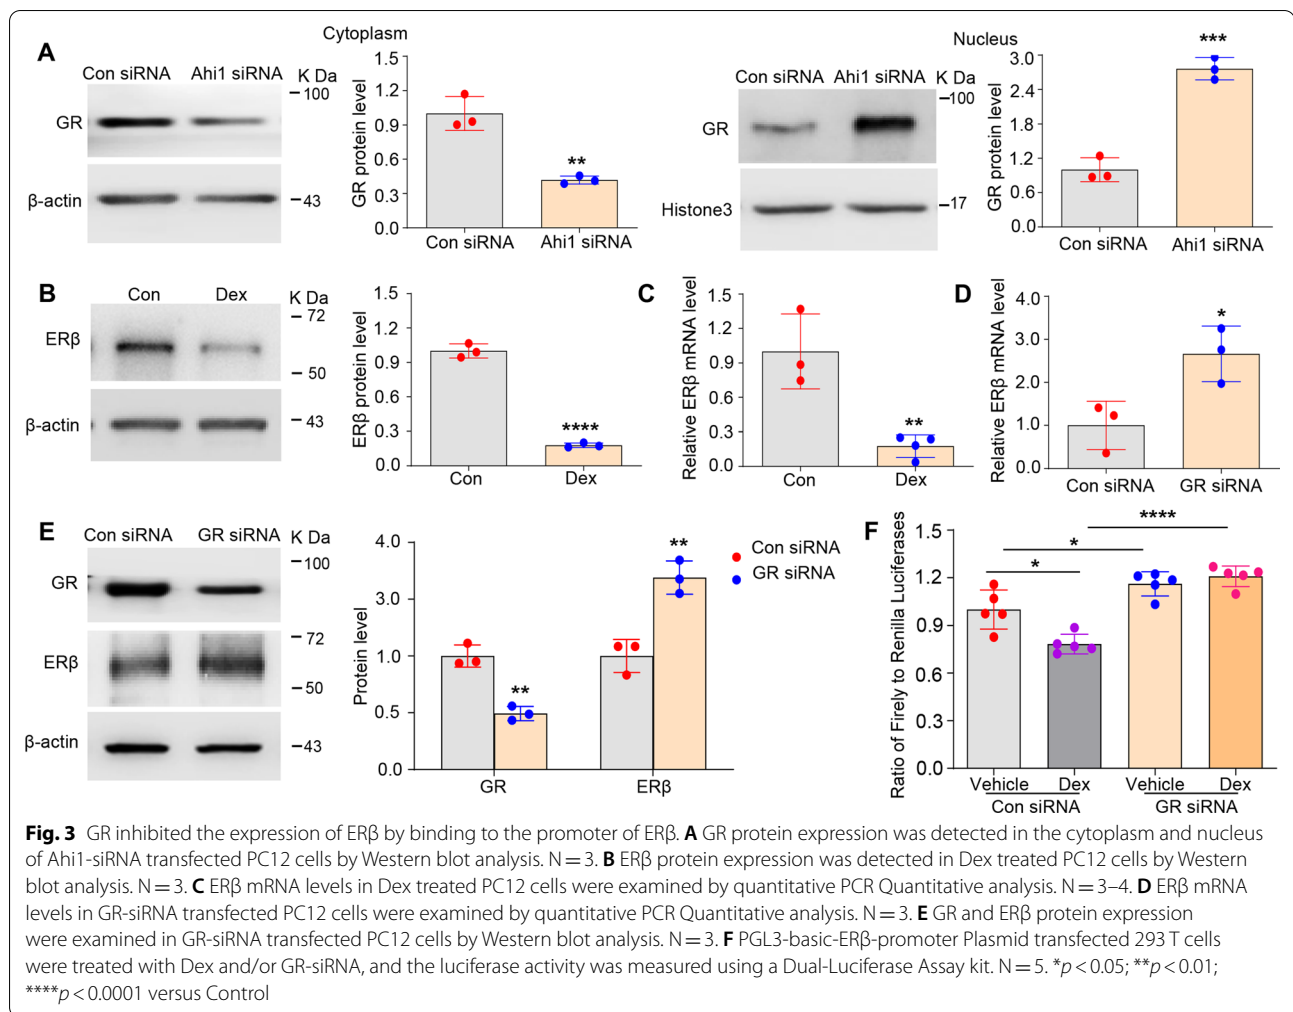 A
Cytoplasm
Con siRNA Ahi1 siRNA K Da
–100
GR
β-actin
–43
GR protein level
1.5
1.2
0.9
0.6
0.3
0.0
**
Con siRNA Ahi1 siRNA
Nucleus
Con siRNA Ahi1 siRNA K Da
–100
GR
Histone3
–17
GR protein level
3.0
2.4
1.8
1.2
0.6
0.0
***
Con siRNA Ahi1 siRNA
B
Con Dex K Da
– 72
ERβ
– 50
β-actin
– 43
ERβ protein level
1.5
1.2
0.9
0.6
0.3
0.0
****
Con Dex
C
Relative ERβ mRNA level
1.5
1.2
0.9
0.6
0.3
0.0
**
Con Dex
D
Relative ERβ mRNA level
4.0
3.0
2.0
1.0
0.0
*
Con siRNA GR siRNA
E
Con siRNA GR siRNA K Da
– 100
GR
– 72
ERβ
– 50
β-actin
–43
Protein level
4.0
3.0
1.0
0.5
0.0
**
**
GR ERβ
Con siRNA
GR siRNA
F
Ratio of Firely to Renilla Luciferases
1.5
1.2
0.9
0.6
0.3
0.0
****
*
*
Vehicle Dex Vehicle Dex
Con siRNA GR siRNA
Fig. 3 GR inhibited the expression of ERβ by binding to the promoter of ERβ. A GR protein expression was detected in the cytoplasm and nucleus
of Ahi1-siRNA transfected PC12 cells by Western blot analysis. N = 3. B ERβ protein expression was detected in Dex treated PC12 cells by Western
blot analysis. N = 3. C ERβ mRNA levels in Dex treated PC12 cells were examined by quantitative PCR Quantitative analysis. N = 3–4. D ERβ mRNA
levels in GR-siRNA transfected PC12 cells were examined by quantitative PCR Quantitative analysis. N = 3. E GR and ERβ protein expression
were examined in GR-siRNA transfected PC12 cells by Western blot analysis. N = 3. F PGL3-basic-ERβ-promoter Plasmid transfected 293 T cells
were treated with Dex and/or GR-siRNA, and the luciferase activity was measured using a Dual-Luciferase Assay kit. N = 5. *p < 0.05; **p < 0.01;
****p < 0.0001 versus Control